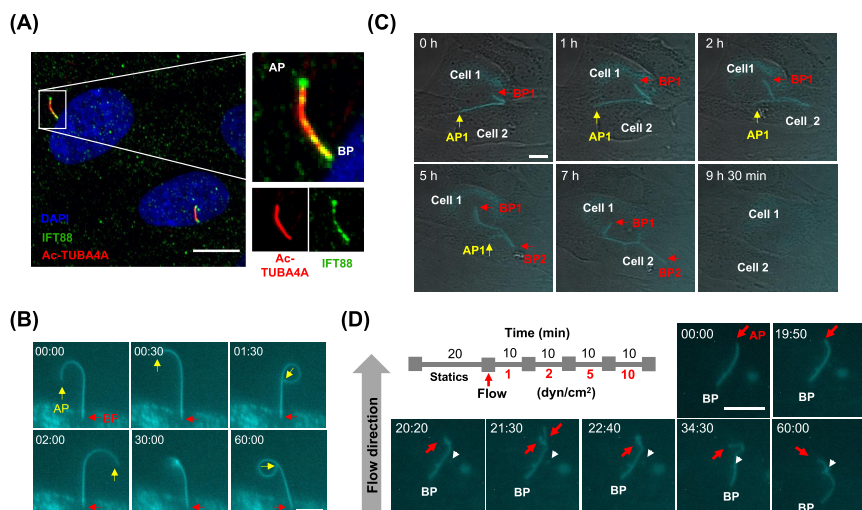 (A)
AP
BP
DAPI
IFT88
Ac-TUBA4A
Ac-
TUBA4A
IFT88
(B)
00:00
00:30
01:30
AP
BP
02:00
30:00
60:00
(C)
0 h
1 h
2 h
Cell 1
BP1
AP1
Cell 2
Cell 1
BP1
AP1
Cell 2
Cell1
BP1
AP1
Cell 2
5 h
7 h
9 h 30 min
Cell 1
BP1
AP1
BP2
Cell 1
BP1
Cell 2
BP2
Cell 1
Cell 2
(D)
Time (min)
20
10
10
10
10
Statics
1
2
5
10
Flow
(dyn/cm²)
Flow direction
00:00
AP
BP
19:50
BP
20:20
BP
21:30
BP
22:40
BP
34:30
BP
60:00
BP